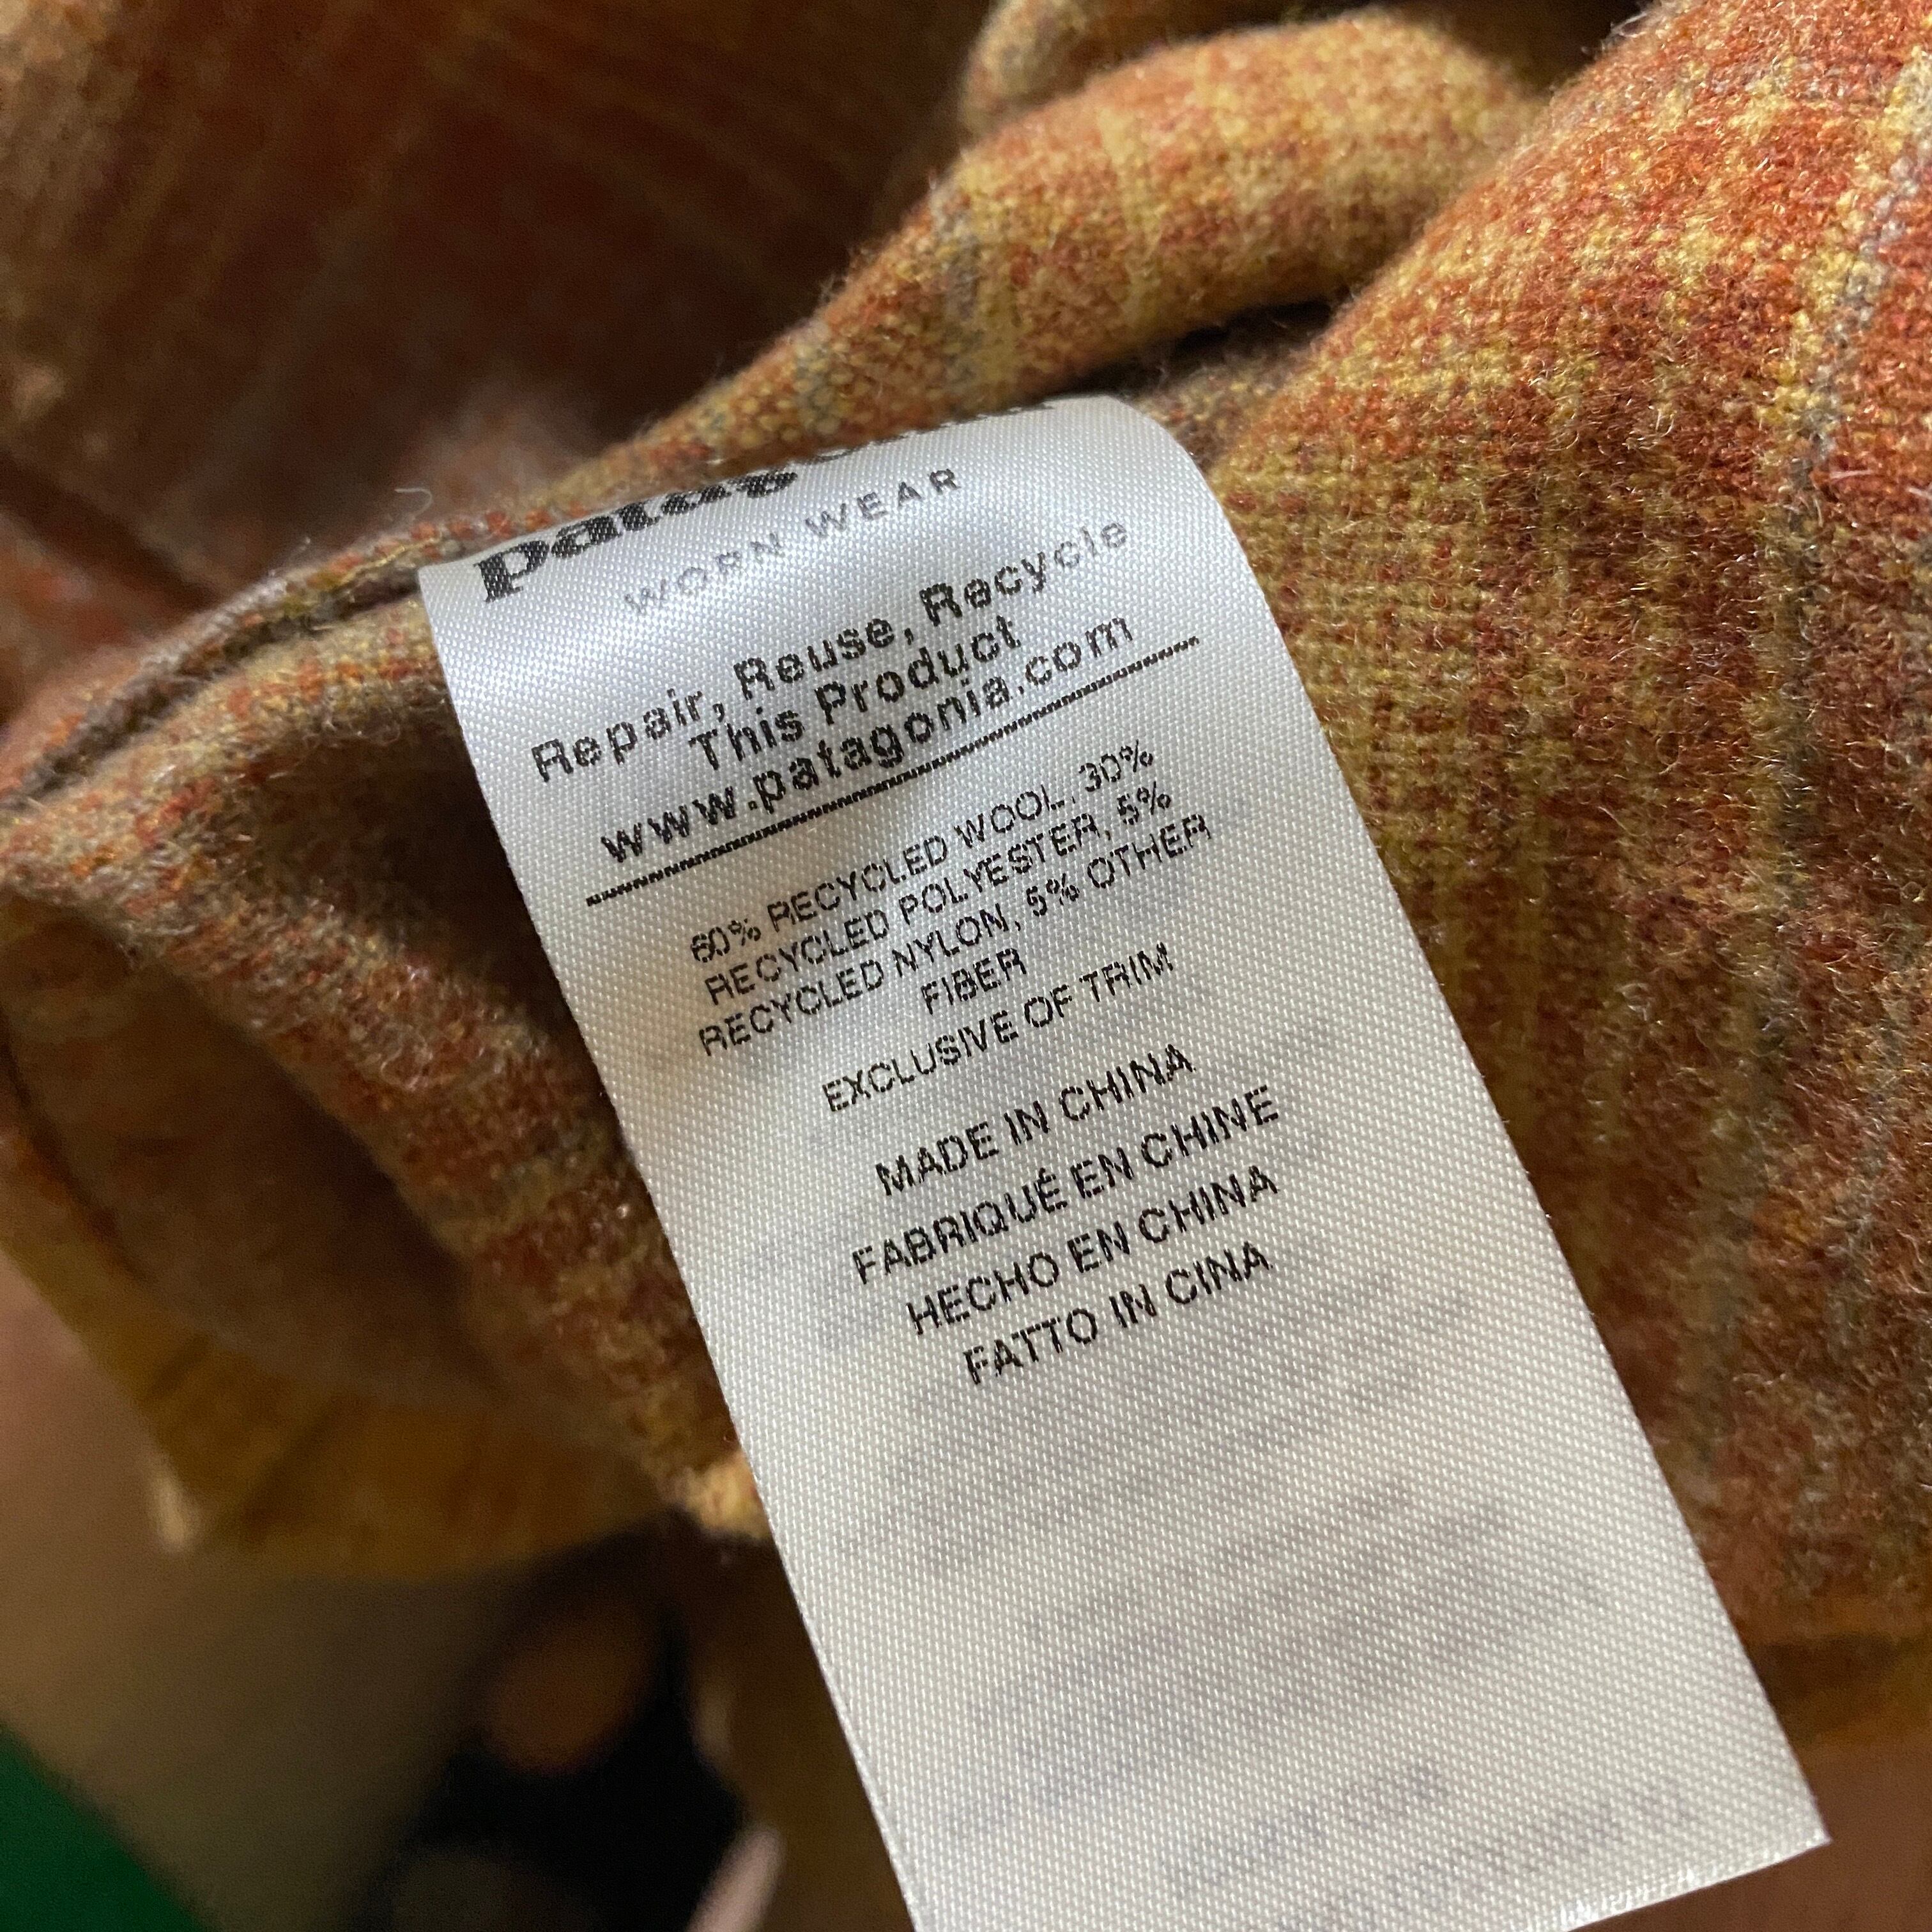 patag
WORN WEAR
Repair, Reuse, Recycle
This Product
www.patagonia.com
60% RECYCLED WOOL, 30%
RECYCLED POLYESTER, 5%
RECYCLED NYLON, 5% OTHER
FIBER
EXCLUSIVE OF TRIM
MADE IN CHINA
FABRIQUÉ EN CHINE
HECHO EN CHINA
FATTO IN CINA